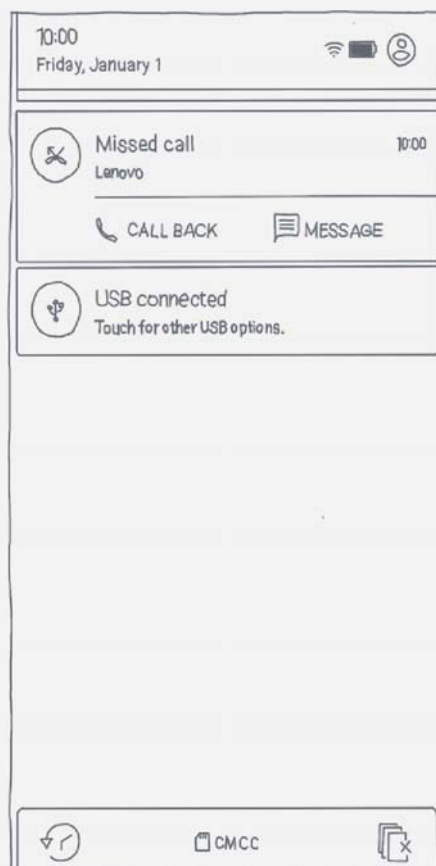 10:00
Friday, January 1
Missed call 10:00
Lenovo
CALL BACK MESSAGE
USB connected
Touch for other USB options.
CMCC